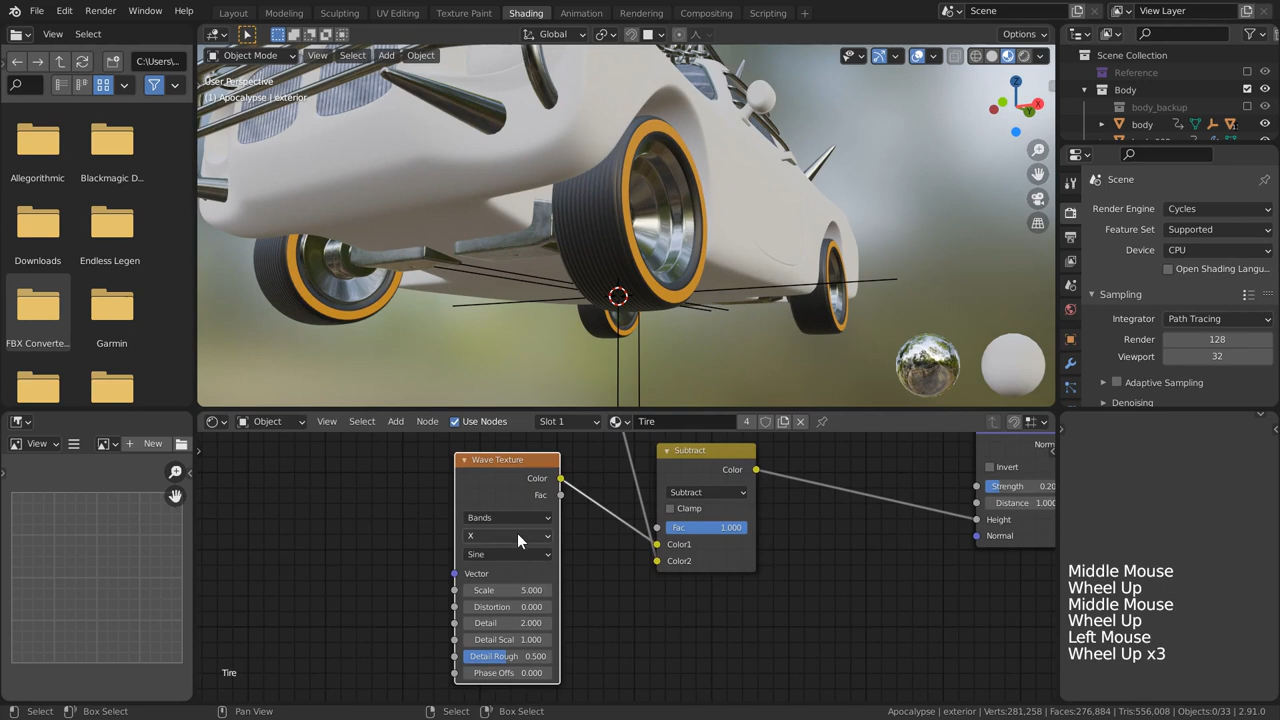 File Edit Render Window Help
Layout Modeling Sculpting UV Editing Texture Paint Shading Animation Rendering Compositing Scripting +
Scene
View Layer
View Select
Global
Options
C:\Users\...
Object Mode View Select Add Object
User Perspective
(1) Apocalypse | exterior
Z
X
Y
Allegorithmic
Blackmagic D...
Downloads
Endless Legen
FBX Converte...
Garmin
Scene Collection
Reference
Body
body_backup
body
Scene
Render Engine Cycles
Feature Set Supported
Device CPU
Open Shading Langu...
Sampling
Integrator Path Tracing
Render 128
Viewport 32
Adaptive Sampling
Denoising
View
New
Object View Select Add Node Use Nodes Slot 1 Tire 4
Wave Texture
Color
Fac
Bands
X
Sine
Vector
Scale 5.000
Distortion 0.000
Detail 2.000
Detail Scal 1.000
Detail Rough 0.500
Phase Offs 0.000
Subtract
Color
Subtract
Clamp
Fac 1.000
Color1
Color2
Norm
Invert
Strength 0.20
Distance 1.000
Height
Normal
Tire
Middle Mouse
Wheel Up
Middle Mouse
Wheel Up
Left Mouse
Wheel Up x3
Select Box Select Pan View Select Box Select
Apocalypse | exterior | Verts:281,258 | Faces:276,884 | Tris:556,008 | Objects:0/33 | 2.91.0